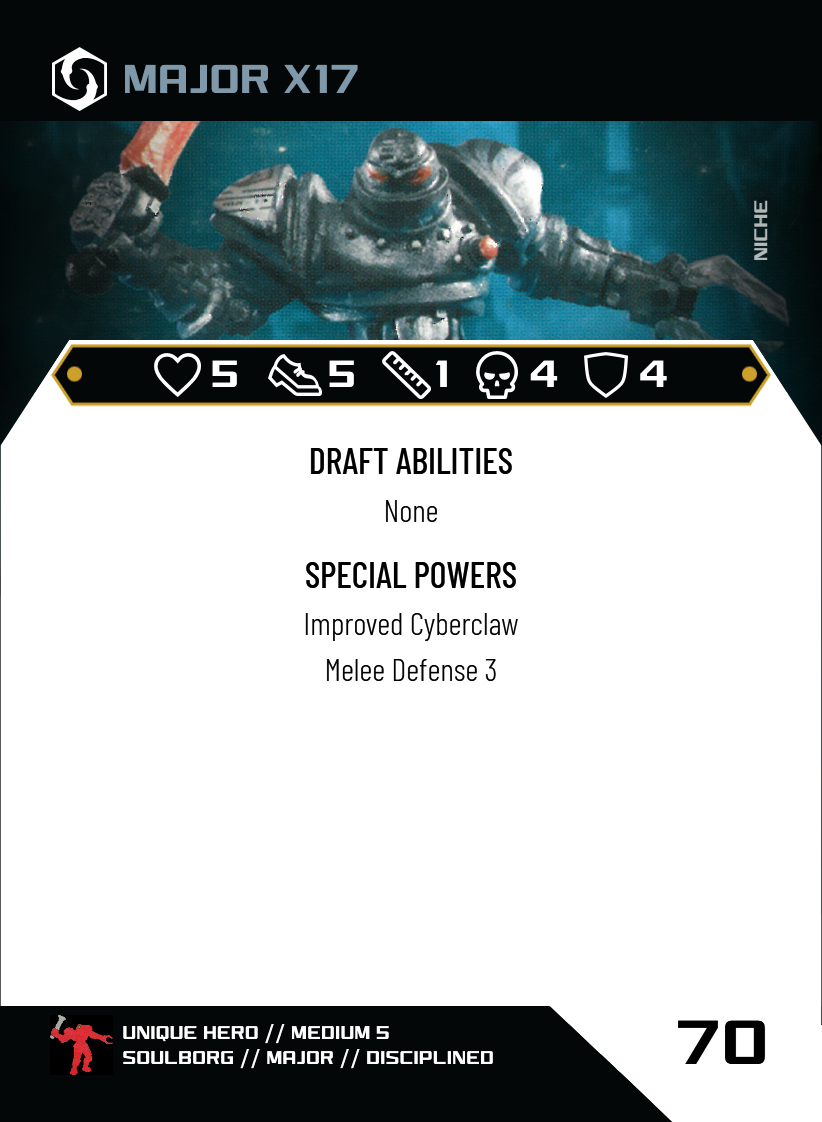 MAJOR X17
NICHE
5 5 1 4 4
DRAFT ABILITIES
None
SPECIAL POWERS
Improved Cyberclaw
Melee Defense 3
UNIQUE HERO // MEDIUM 5
SOULBORG // MAJOR // DISCIPLINED
70